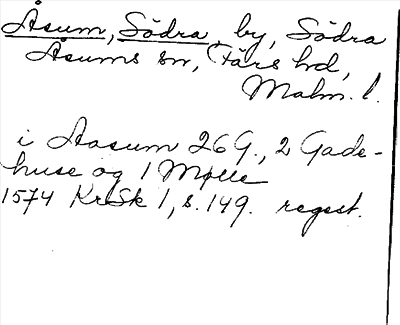 Åsum, Södra, by, Södra
Åsums sn, Färs hd,
Malm. l.
i Aasum 26 G., 2 Gade-
huse og 1 Mølle
1574 KrSk 1, s. 149. regest.